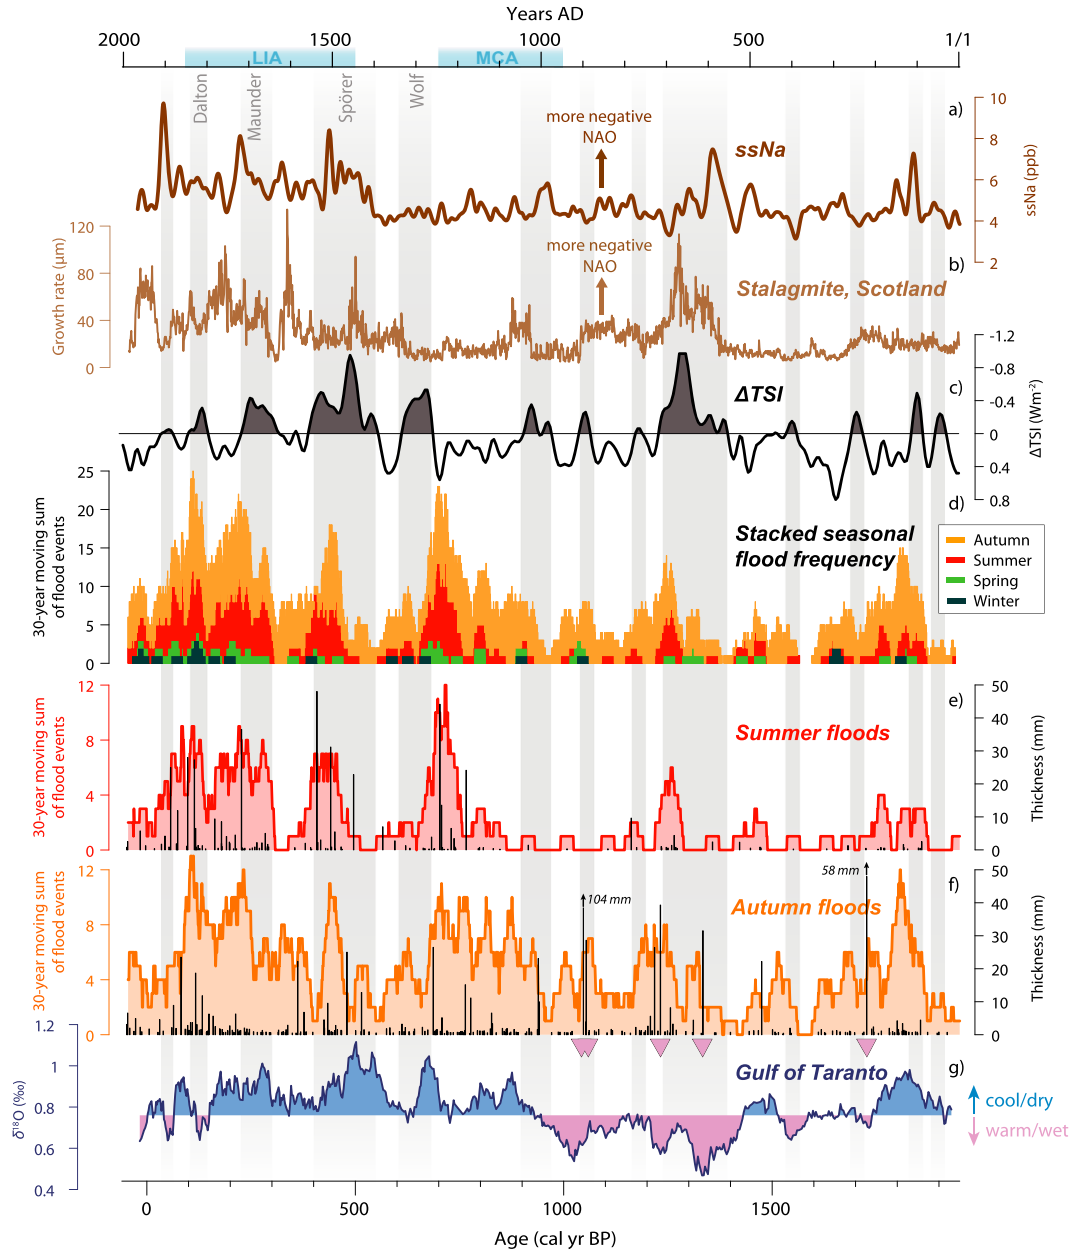 Years AD
2000
1500
1000
500
1/1
LIA
MCA
Dalton
Maunder
Spörer
Wolf
a)
more negative
NAO
ssNa
10
8
6
4
2
ssNa (ppb)
120
80
40
0
Growth rate (µm)
more negative
NAO
b)
Stalagmite, Scotland
c)
ΔTSI
-1.2
-0.8
-0.4
0
0.4
0.8
ΔTSI (Wm-2)
25
20
15
10
5
0
30-year moving sum
of flood events
d)
Stacked seasonal
flood frequency
Autumn
Summer
Spring
Winter
12
8
4
0
30-year moving sum
of flood events
e)
Summer floods
50
40
30
20
10
0
Thickness (mm)
12
8
4
0
30-year moving sum
of flood events
104 mm
58 mm
f)
Autumn floods
50
40
30
20
10
0
Thickness (mm)
1.2
1
0.8
0.6
0.4
δ18O (‰)
g)
Gulf of Taranto
cool/dry
warm/wet
0
500
1000
1500
Age (cal yr BP)